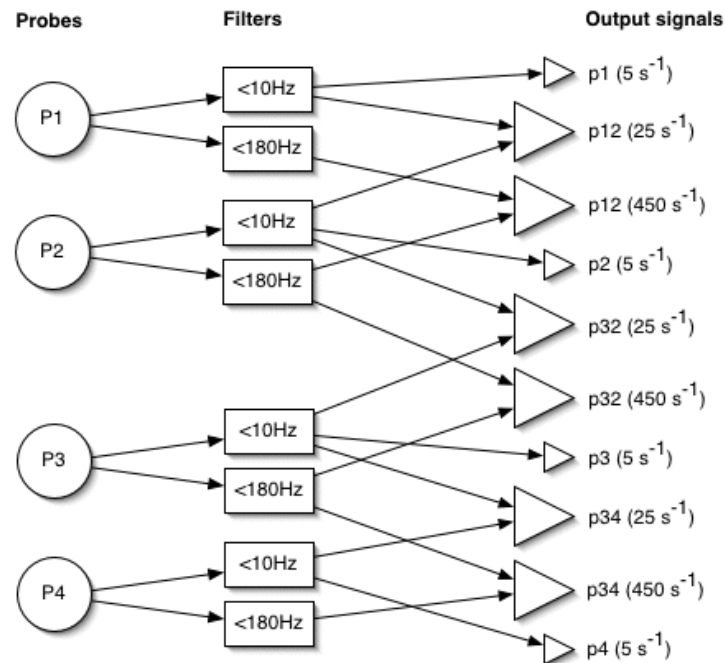 Probes Filters Output signals
P1
<10Hz
<180Hz
P2
<10Hz
<180Hz
P3
<10Hz
<180Hz
P4
<10Hz
<180Hz
p1 (5 s⁻¹)
p12 (25 s⁻¹)
p12 (450 s⁻¹)
p2 (5 s⁻¹)
p32 (25 s⁻¹)
p32 (450 s⁻¹)
p3 (5 s⁻¹)
p34 (25 s⁻¹)
p34 (450 s⁻¹)
p4 (5 s⁻¹)